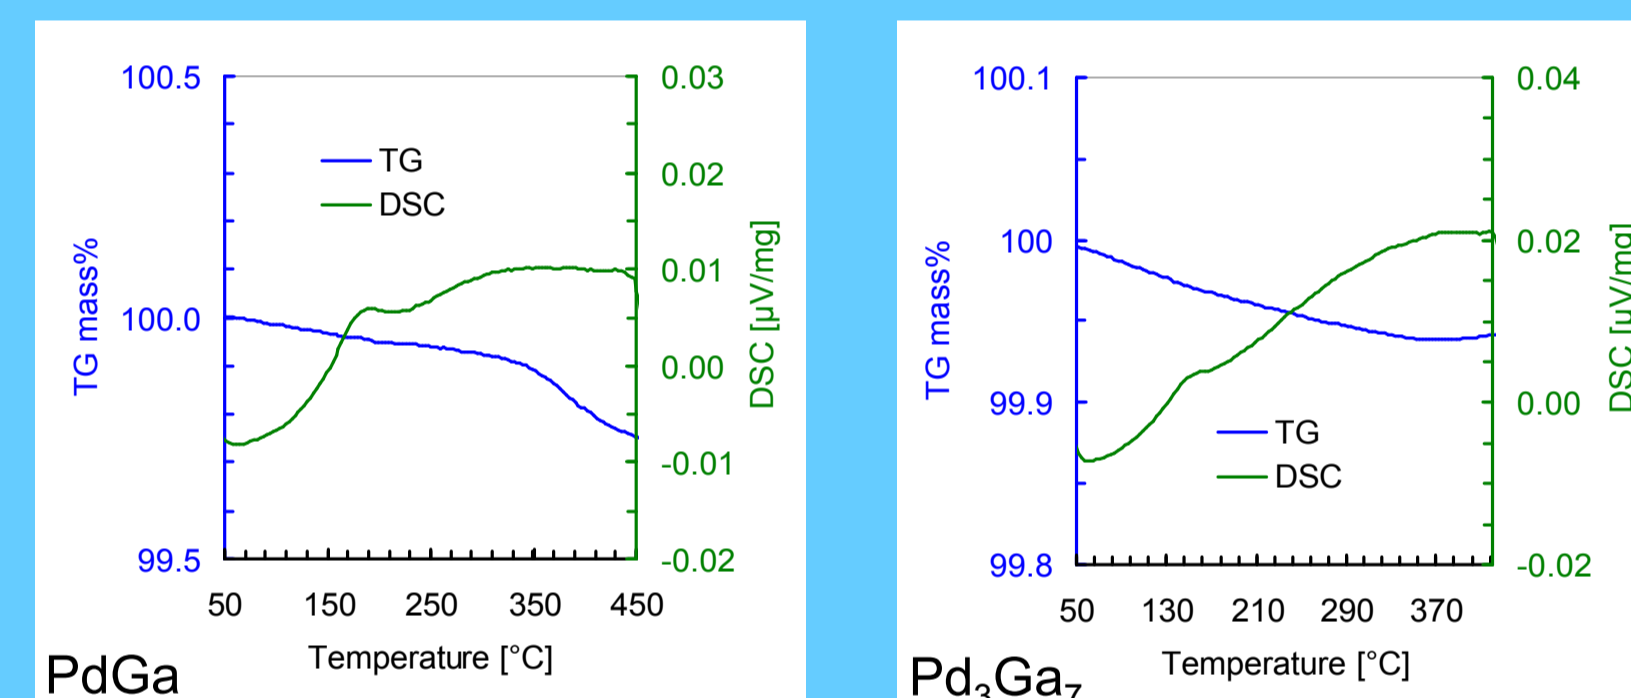 100.5
100.0
99.5
TG mass%
TG
DSC
0.03
0.02
0.01
0.00
-0.01
-0.02
DSC [µV/mg]
50 150 250 350 450
Temperature [°C]
PdGa
100.1
100
99.9
99.8
TG mass%
TG
DSC
0.04
0.02
0.00
-0.02
DSC [µV/mg]
50 130 210 290 370
Temperature [°C]
Pd₃Ga₇